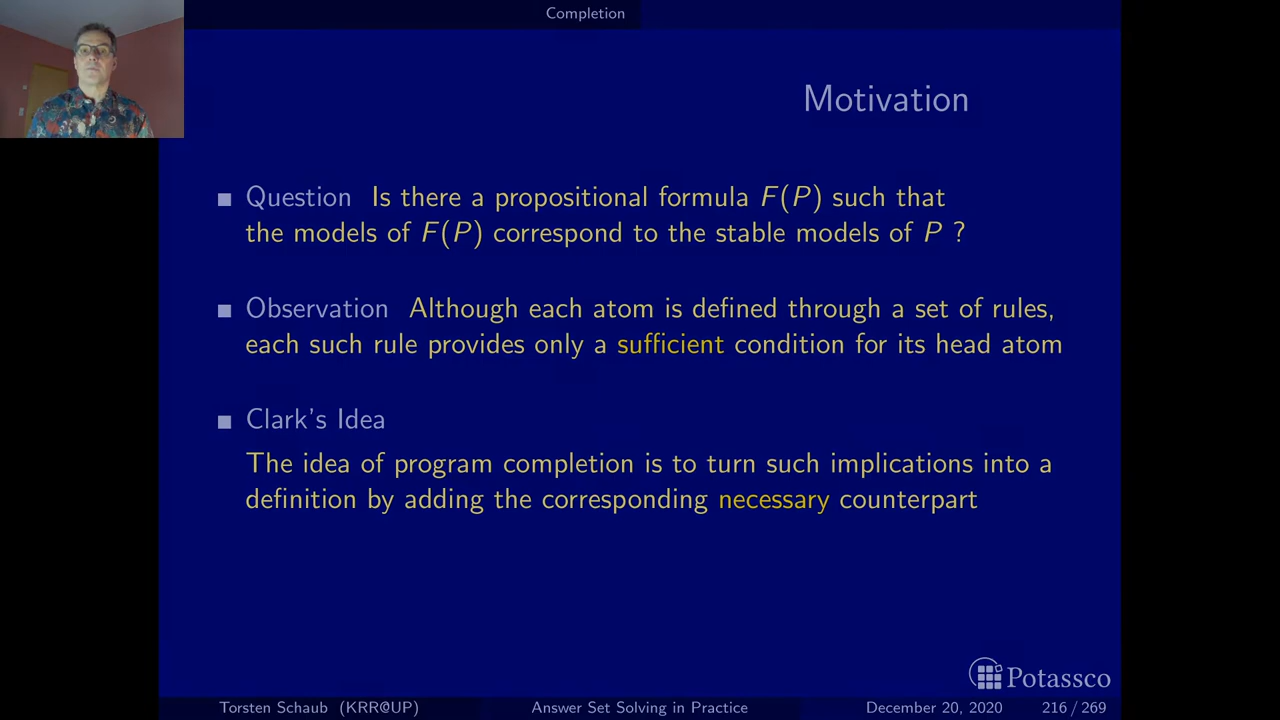 Completion
Motivation
Question Is there a propositional formula F(P) such that
the models of F(P) correspond to the stable models of P ?
Observation Although each atom is defined through a set of rules,
each such rule provides only a sufficient condition for its head atom
Clark's Idea
The idea of program completion is to turn such implications into a
definition by adding the corresponding necessary counterpart
Potassco
Torsten Schaub (KRR@UP) Answer Set Solving in Practice December 20, 2020 216 / 269